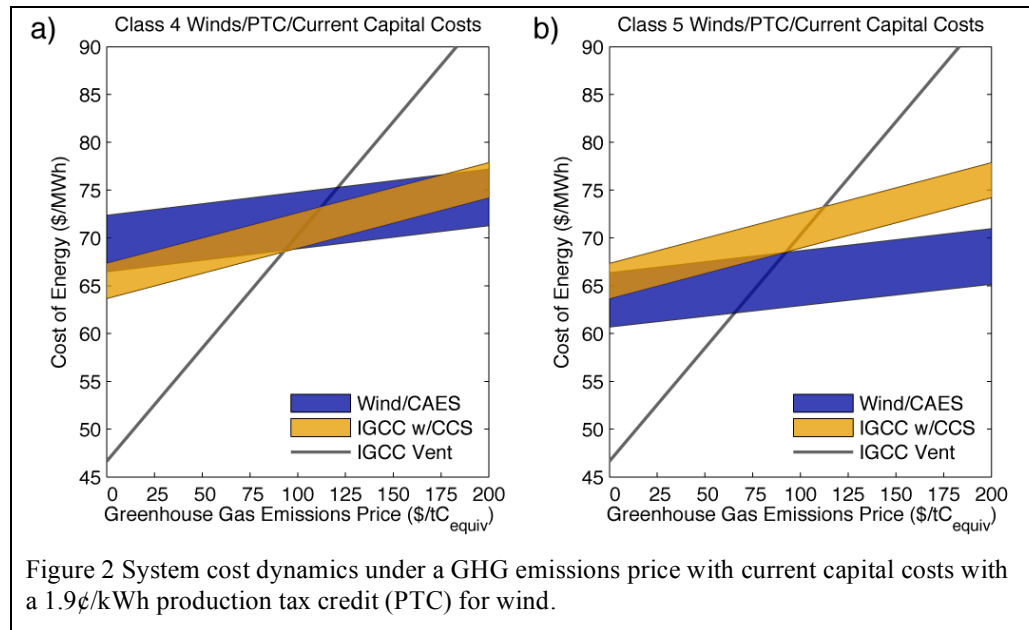 a) Class 4 Winds/PTC/Current Capital Costs
90
85
80
75
70
65
60
55
50
45
Cost of Energy ($/MWh)
0 25 50 75 100 125 150 175 200
Greenhouse Gas Emissions Price ($/tCequiv)
Wind/CAES
IGCC w/CCS
IGCC Vent
b) Class 5 Winds/PTC/Current Capital Costs
90
85
80
75
70
65
60
55
50
45
Cost of Energy ($/MWh)
0 25 50 75 100 125 150 175 200
Greenhouse Gas Emissions Price ($/tCequiv)
Wind/CAES
IGCC w/CCS
IGCC Vent
Figure 2 System cost dynamics under a GHG emissions price with current capital costs with
a 1.9¢/kWh production tax credit (PTC) for wind.